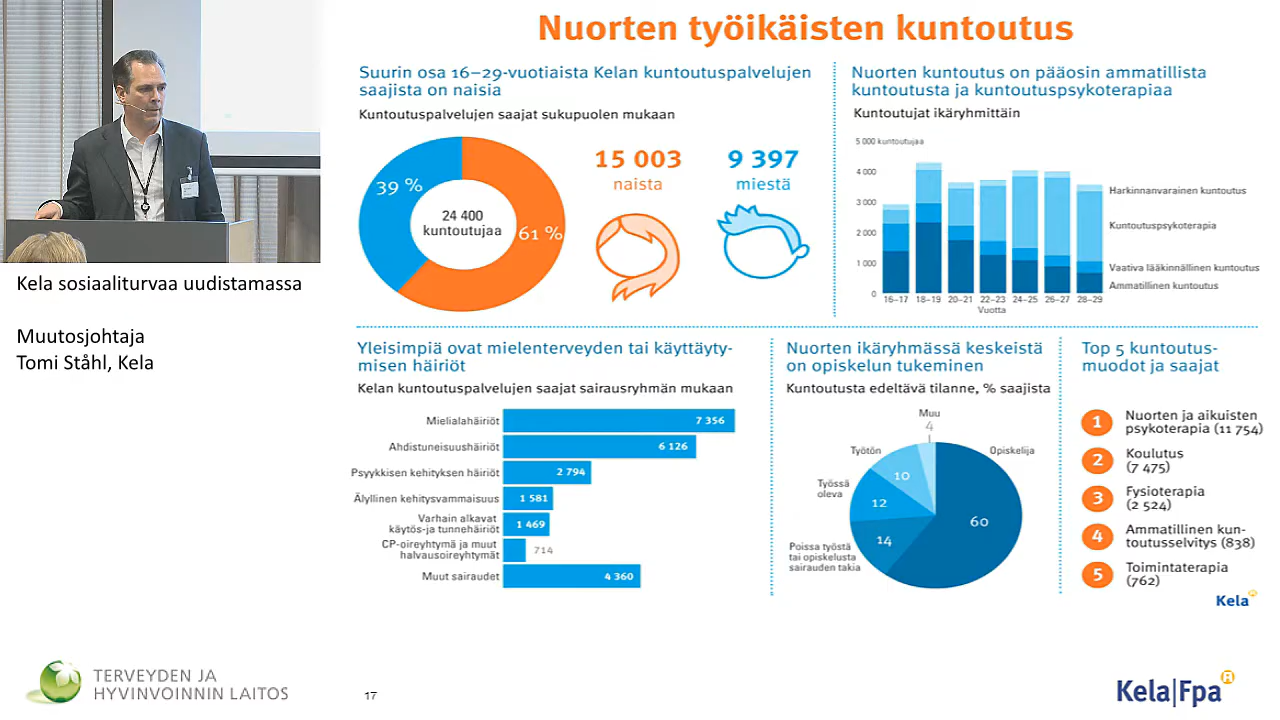 Nuorten työikäisten kuntoutus
Suurin osa 16–29-vuotiaista Kelan kuntoutuspalvelujen
saajista on naisia
Kuntoutuspalvelujen saajat sukupuolen mukaan
39 %
24 400
kuntoutujaa
61 %
15 003
naista
9 397
miestä
Nuorten kuntoutus on pääosin ammatillista
kuntoutusta ja kuntoutuspsykoterapiaa
Kuntoutujat ikäryhmittäin
5 000 kuntoutujaa
4 000
3 000
2 000
1 000
0
16–17 18–19 20–21 22–23 24–25 26–27 28–29
Vuotta
Harkinnanvarainen kuntoutus
Kuntoutuspsykoterapia
Vaativa lääkinnällinen kuntoutus
Ammatillinen kuntoutus
Kela sosiaaliturvaa uudistamassa
Muutosjohtaja
Tomi Ståhl, Kela
Yleisimpiä ovat mielenterveyden tai käyttäyty-
misen häiriöt
Kelan kuntoutuspalvelujen saajat sairausryhmän mukaan
Mielialahäiriöt 7 356
Ahdistuneisuushäiriöt 6 126
Psyykkisen kehityksen häiriöt 2 794
Älyllinen kehitysvammaisuus 1 581
Varhain alkavat
käytös-ja tunnehäiriöt 1 469
CP-oireyhtymä ja muut
halvausoireyhtymät 714
Muut sairaudet 4 360
Nuorten ikäryhmässä keskeistä
on opiskelun tukeminen
Kuntoutusta edeltävä tilanne, % saajista
Muu
4
Työtön
10
Opiskelija
60
Työssä
oleva
12
Poissa työstä
tai opiskelusta
sairauden takia
14
Top 5 kuntoutus-
muodot ja saajat
1 Nuorten ja aikuisten
psykoterapia (11 754)
2 Koulutus
(7 475)
3 Fysioterapia
(2 524)
4 Ammatillinen kun-
toutusselvitys (838)
5 Toimintaterapia
(762)
Kela
TERVEYDEN JA
HYVINVOINNIN LAITOS
17
Kela|Fpa